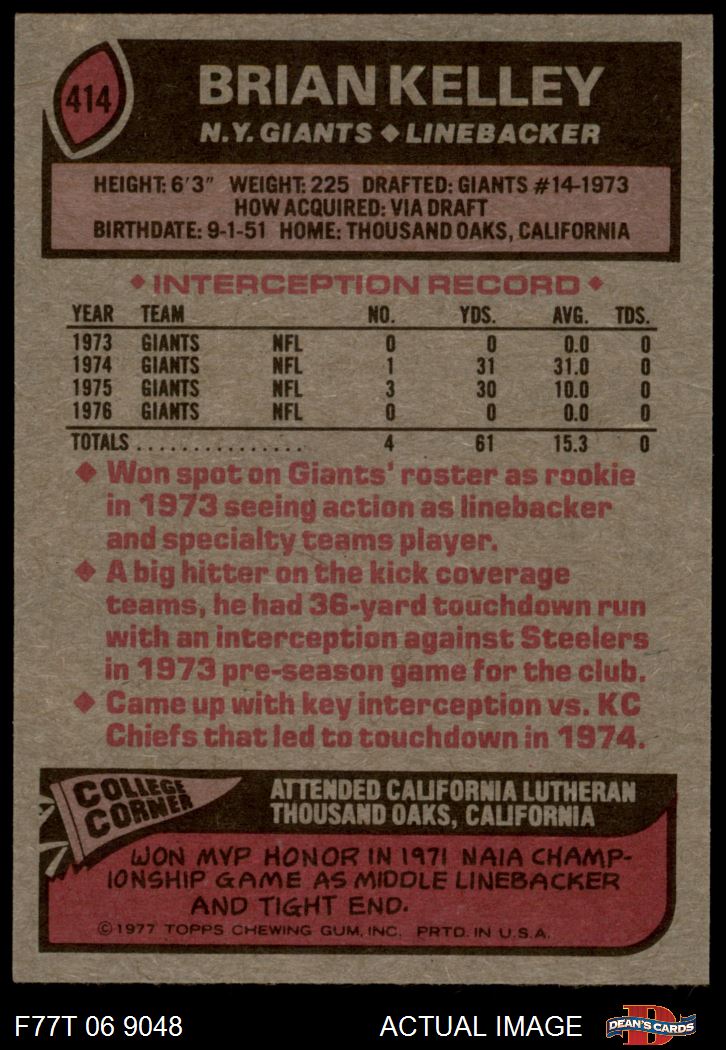 414
BRIAN KELLEY
N.Y. GIANTS ◆ LINEBACKER
HEIGHT: 6'3" WEIGHT: 225 DRAFTED: GIANTS #14-1973
HOW ACQUIRED: VIA DRAFT
BIRTHDATE: 9-1-51 HOME: THOUSAND OAKS, CALIFORNIA
◆ INTERCEPTION RECORD ◆
YEAR TEAM NO. YDS. AVG. TDS.
1973 GIANTS NFL 0 0 0.0 0
1974 GIANTS NFL 1 31 31.0 0
1975 GIANTS NFL 3 30 10.0 0
1976 GIANTS NFL 0 0 0.0 0
TOTALS ............... 4 61 15.3 0
◆ Won spot on Giants' roster as rookie
in 1973 seeing action as linebacker
and specialty teams player.
◆ A big hitter on the kick coverage
teams, he had 36-yard touchdown run
with an interception against Steelers
in 1973 pre-season game for the club.
◆ Came up with key interception vs. KC
Chiefs that led to touchdown in 1974.
COLLEGE
CORNER
ATTENDED CALIFORNIA LUTHERAN
THOUSAND OAKS, CALIFORNIA
WON MVP HONOR IN 1971 NAIA CHAMP-
IONSHIP GAME AS MIDDLE LINEBACKER
AND TIGHT END.
©1977 TOPPS CHEWING GUM, INC. PRTD. IN U.S.A.
F77T 06 9048 ACTUAL IMAGE
DEAN'S CARDS